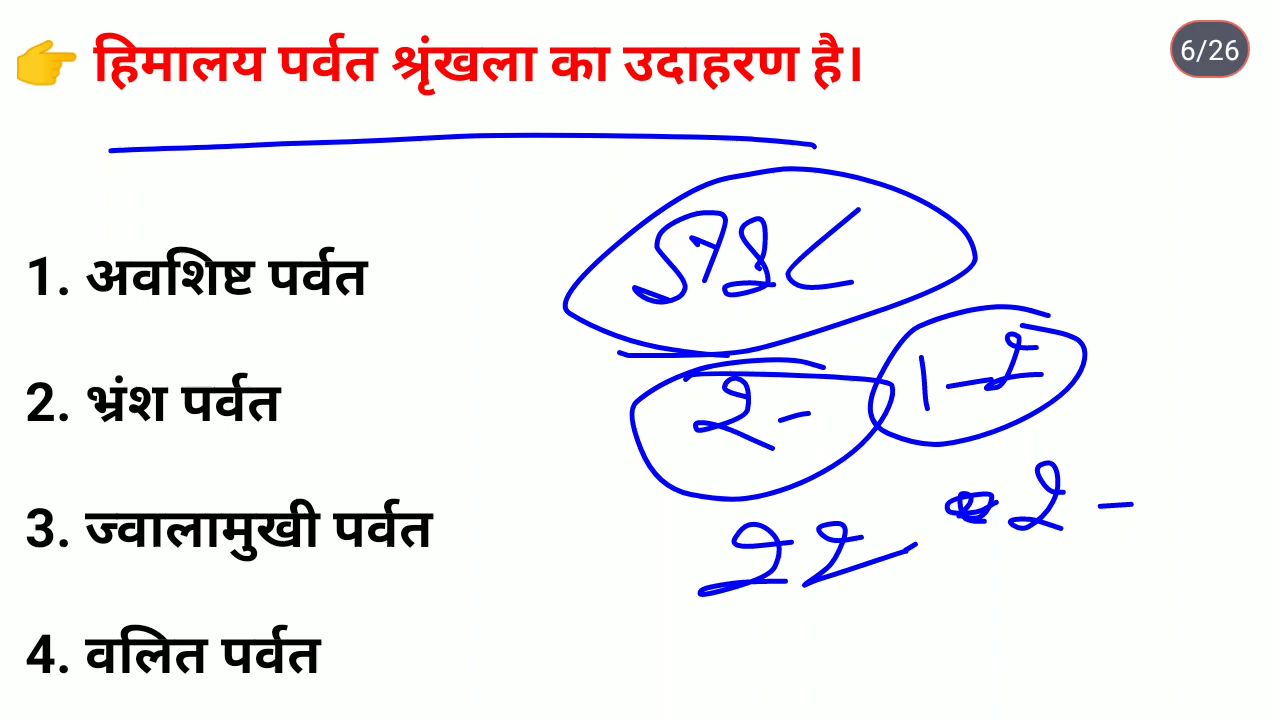 👉 हिमालय पर्वत श्रृंखला का उदाहरण है।
6/26
1. अवशिष्ट पर्वत
2. भ्रंश पर्वत
3. ज्वालामुखी पर्वत
4. वलित पर्वत